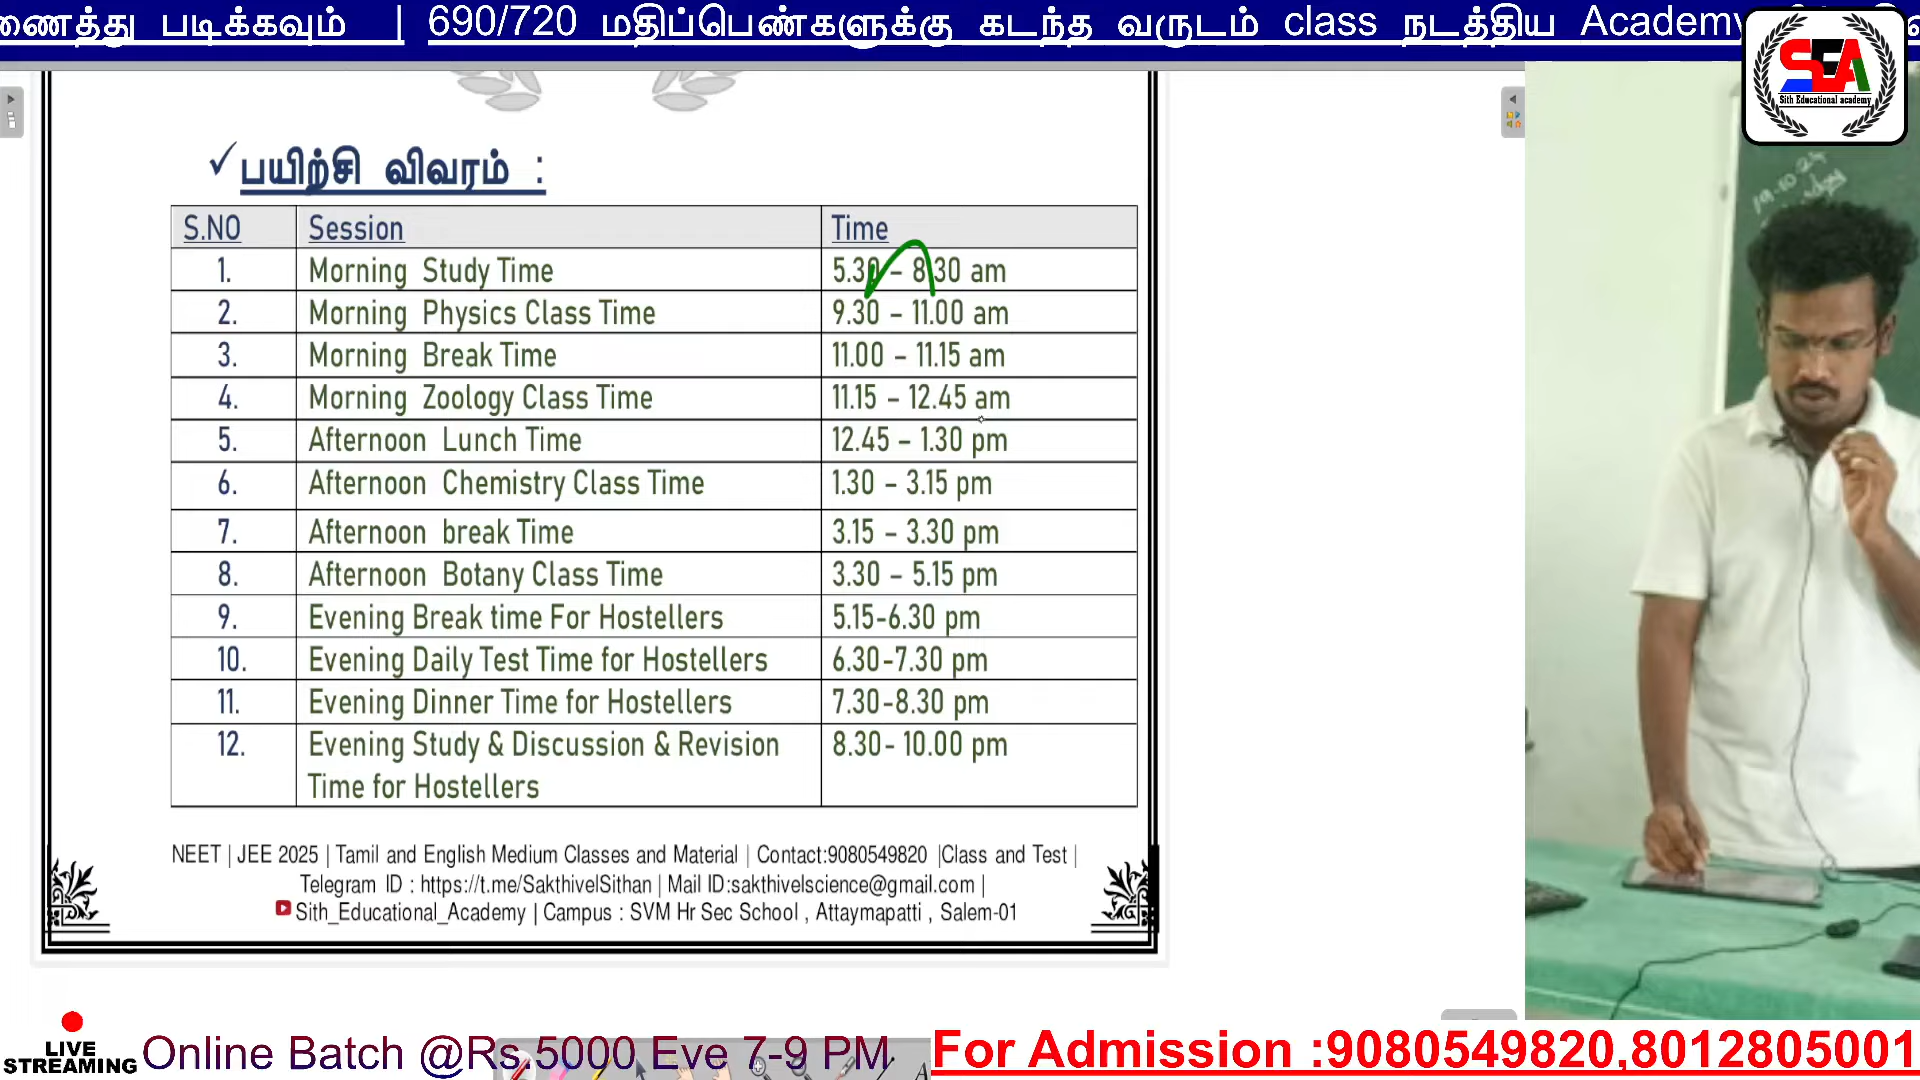 ணைத்து படிக்கவும் | 690/720 மதிப்பெண்களுக்கு கடந்த வருடம் class நடத்திய Academy
SEA
Sith Educational academy
✓ பயிற்சி விவரம் :
S.NO Session Time
1. Morning Study Time 5.30 – 8.30 am
2. Morning Physics Class Time 9.30 – 11.00 am
3. Morning Break Time 11.00 – 11.15 am
4. Morning Zoology Class Time 11.15 – 12.45 am
5. Afternoon Lunch Time 12.45 – 1.30 pm
6. Afternoon Chemistry Class Time 1.30 – 3.15 pm
7. Afternoon break Time 3.15 – 3.30 pm
8. Afternoon Botany Class Time 3.30 – 5.15 pm
9. Evening Break time For Hostellers 5.15-6.30 pm
10. Evening Daily Test Time for Hostellers 6.30-7.30 pm
11. Evening Dinner Time for Hostellers 7.30-8.30 pm
12. Evening Study & Discussion & Revision 8.30- 10.00 pm
Time for Hostellers
NEET | JEE 2025 | Tamil and English Medium Classes and Material | Contact:9080549820 |Class and Test |
Telegram ID : https://t.me/SakthivelSithan | Mail ID:sakthivelscience@gmail.com |
Sith_Educational_Academy | Campus : SVM Hr Sec School , Attaymapatti , Salem-01
LIVE
STREAMING
Online Batch @Rs.5000 Eve 7-9 PM
For Admission :9080549820,8012805001